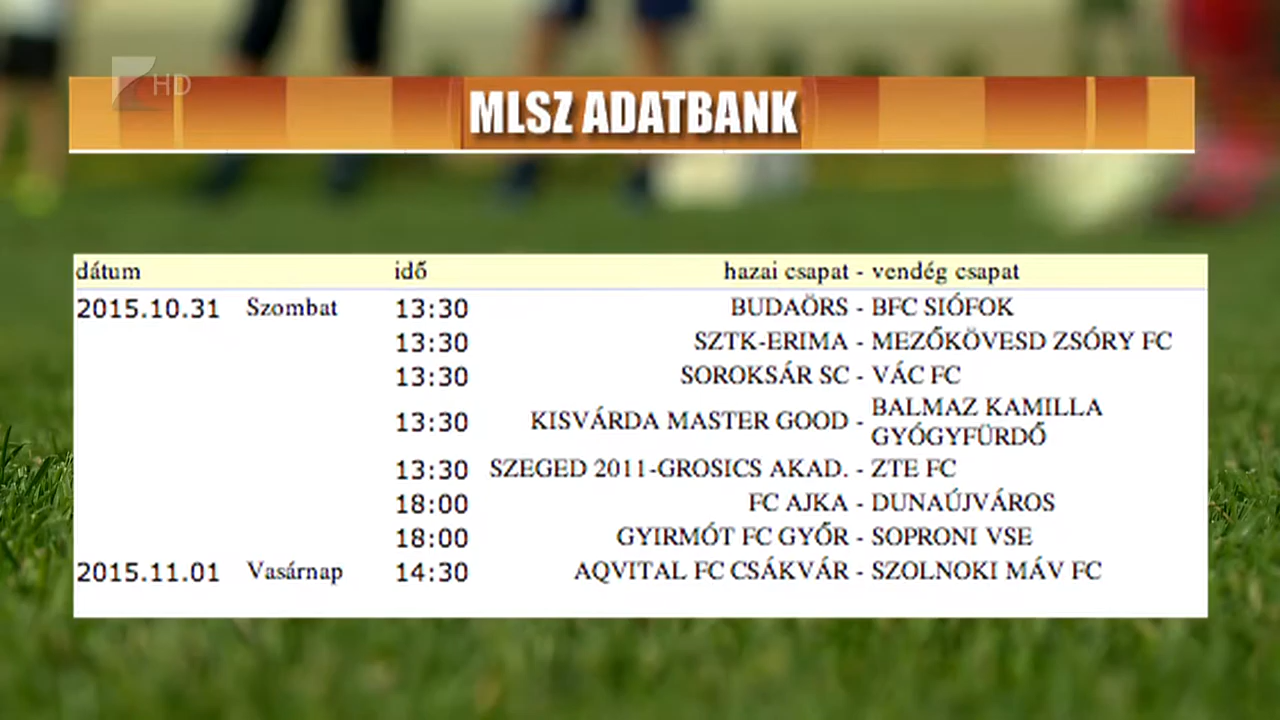 HD
MLSZ ADATBANK
dátum idő hazai csapat - vendég csapat
2015.10.31 Szombat 13:30 BUDAÖRS - BFC SIÓFOK
13:30 SZTK-ERIMA - MEZŐKÖVESD ZSÓRY FC
13:30 SOROKSÁR SC - VÁC FC
13:30 KISVÁRDA MASTER GOOD - BALMAZ KAMILLA
GYÓGYFÜRDŐ
13:30 SZEGED 2011-GROSICS AKAD. - ZTE FC
18:00 FC AJKA - DUNAÚJVÁROS
18:00 GYIRMÓT FC GYŐR - SOPRONI VSE
2015.11.01 Vasárnap 14:30 AQVITAL FC CSÁKVÁR - SZOLNOKI MÁV FC